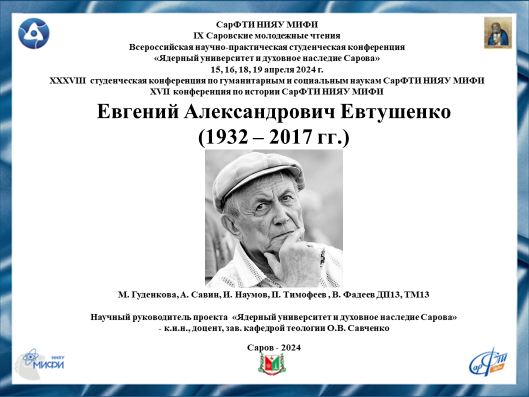 СарФТИ НИЯУ МИФИ
IX Саровские молодежные чтения
Всероссийская научно-практическая студенческая конференция
«Ядерный университет и духовное наследие Сарова»
15, 16, 18, 19 апреля 2024 г.
XXXVIII студенческая конференция по гуманитарным и социальным наукам СарФТИ НИЯУ МИФИ
XVII конференция по истории СарФТИ НИЯУ МИФИ
Евгений Александрович Евтушенко
(1932 – 2017 гг.)
М. Гуденкова, А. Савин, И. Наумов, П. Тимофеев , В. Фадеев ДП13, ТМ13
Научный руководитель проекта «Ядерный университет и духовное наследие Сарова»
- к.и.н., доцент, зав. кафедрой теологии О.В. Савченко
Саров - 2024
НИЯУ
МИФИ
СарФТИ